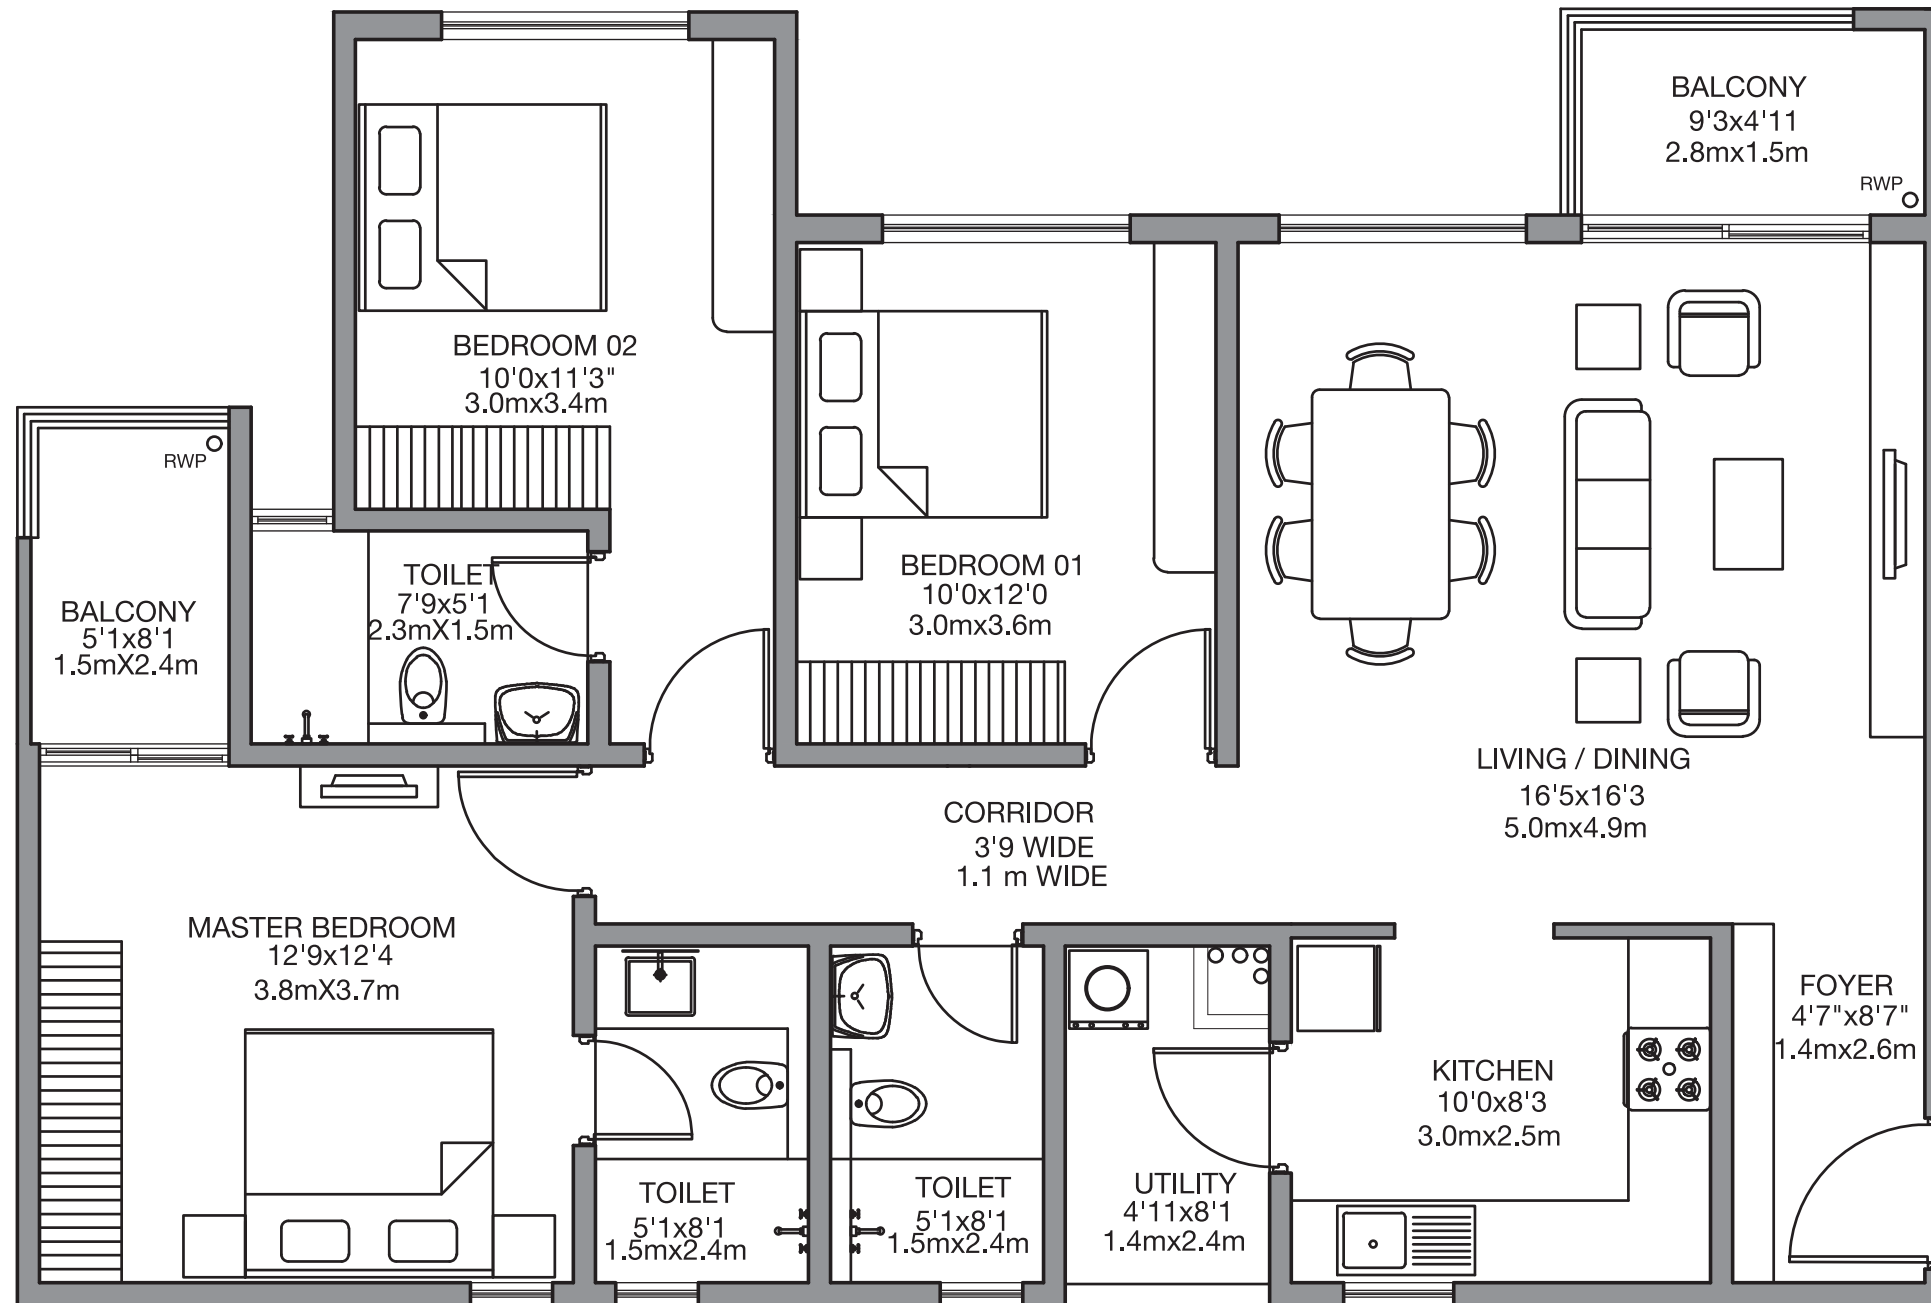 BALCONY
9'3x4'11
2.8mx1.5m
RWP
BEDROOM 02
10'0x11'3"
3.0mx3.4m
RWP
BALCONY
5'1x8'1
1.5mX2.4m
TOILET
7'9x5'1
2.3mX1.5m
BEDROOM 01
10'0x12'0
3.0mx3.6m
LIVING / DINING
16'5x16'3
5.0mx4.9m
CORRIDOR
3'9 WIDE
1.1 m WIDE
MASTER BEDROOM
12'9x12'4
3.8mX3.7m
FOYER
4'7"x8'7"
1.4mx2.6m
KITCHEN
10'0x8'3
3.0mx2.5m
TOILET
5'1x8'1
1.5mx2.4m
TOILET
5'1x8'1
1.5mx2.4m
UTILITY
4'11x8'1
1.4mx2.4m